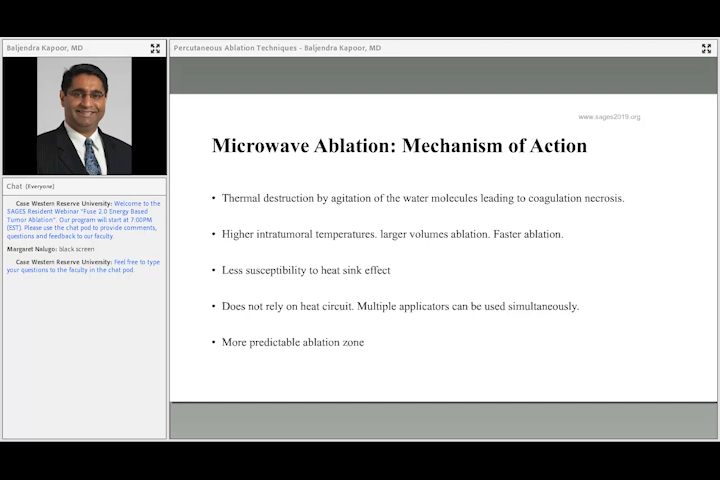 Baljendra Kapoor, MD
Percutaneous Ablation Techniques - Baljendra Kapoor, MD
Chat (Everyone)
Case Western Reserve University: Welcome to the
SAGES Resident Webinar "Fuse 2.0 Energy Based
Tumor Ablation". Our program will start at 7:00PM
(EST). Please use the chat pod to provide comments,
questions and feedback to our faculty.
Margaret Nalugo: black screen
Case Western Reserve University: Feel free to type
your questions to the faculty in the chat pod.
www.sages2019.org
Microwave Ablation: Mechanism of Action
• Thermal destruction by agitation of the water molecules leading to coagulation necrosis.
• Higher intratumoral temperatures. larger volumes ablation. Faster ablation.
• Less susceptibility to heat sink effect
• Does not rely on heat circuit. Multiple applicators can be used simultaneously.
• More predictable ablation zone